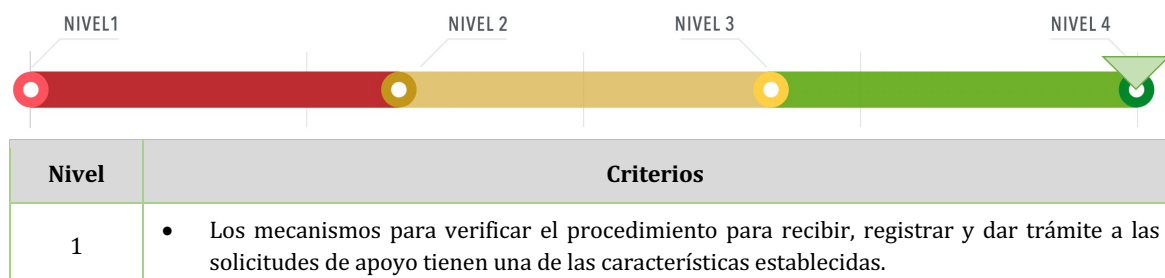 NIVEL1 NIVEL 2 NIVEL 3 NIVEL 4
Nivel Criterios
1 • Los mecanismos para verificar el procedimiento para recibir, registrar y dar trámite a las
solicitudes de apoyo tienen una de las características establecidas.